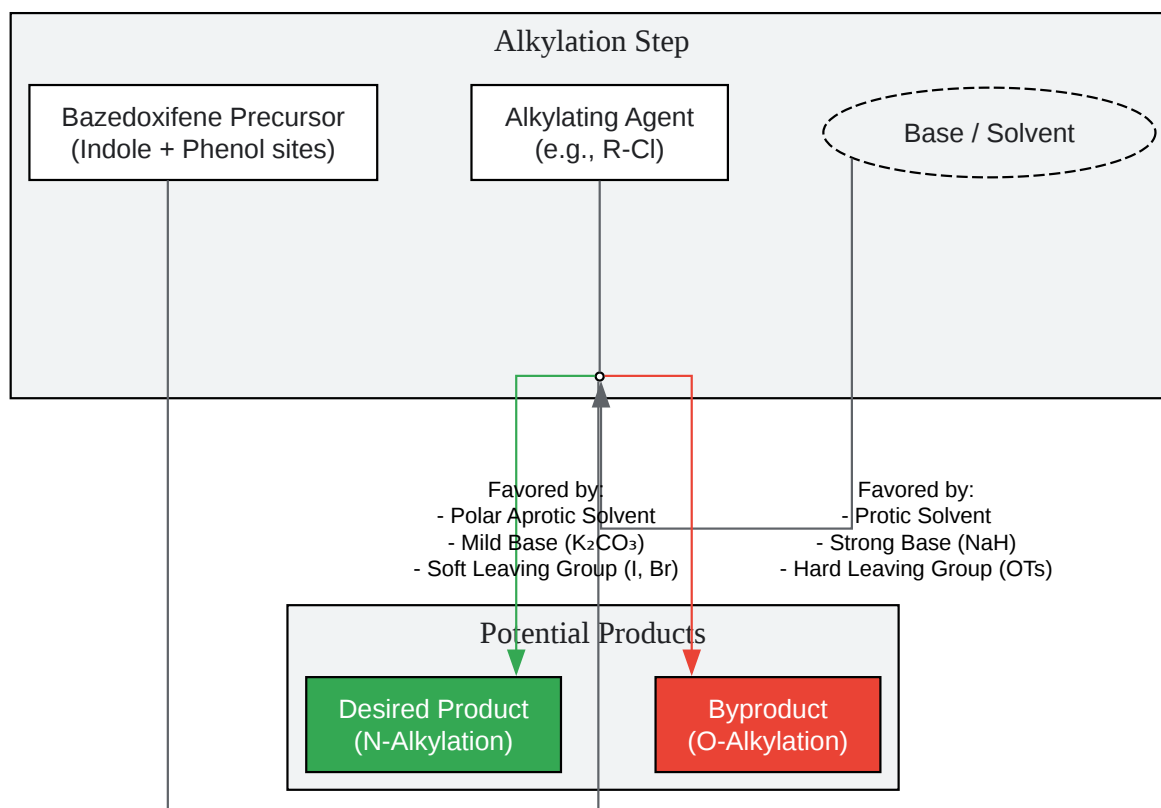 Alkylation Step
Bazedoxifene Precursor
(Indole + Phenol sites)
Alkylating Agent
(e.g., R-Cl)
Base / Solvent
Favored by:
- Polar Aprotic Solvent
- Mild Base (K₂CO₃)
- Soft Leaving Group (I, Br)
Favored by:
- Protic Solvent
- Strong Base (NaH)
- Hard Leaving Group (OTs)
Potential Products
Desired Product
(N-Alkylation)
Byproduct
(O-Alkylation)